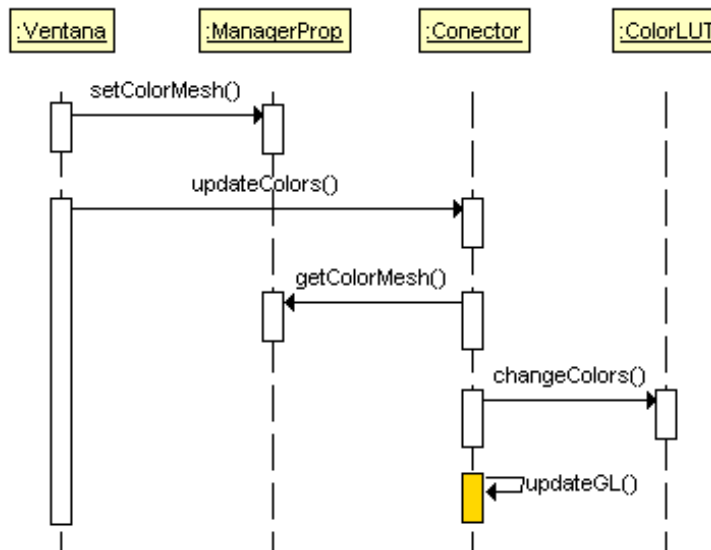 :Ventana
:ManagerProp
:Conector
:ColorLUT
setColorMesh()
updateColors()
getColorMesh()
changeColors()
updateGL()